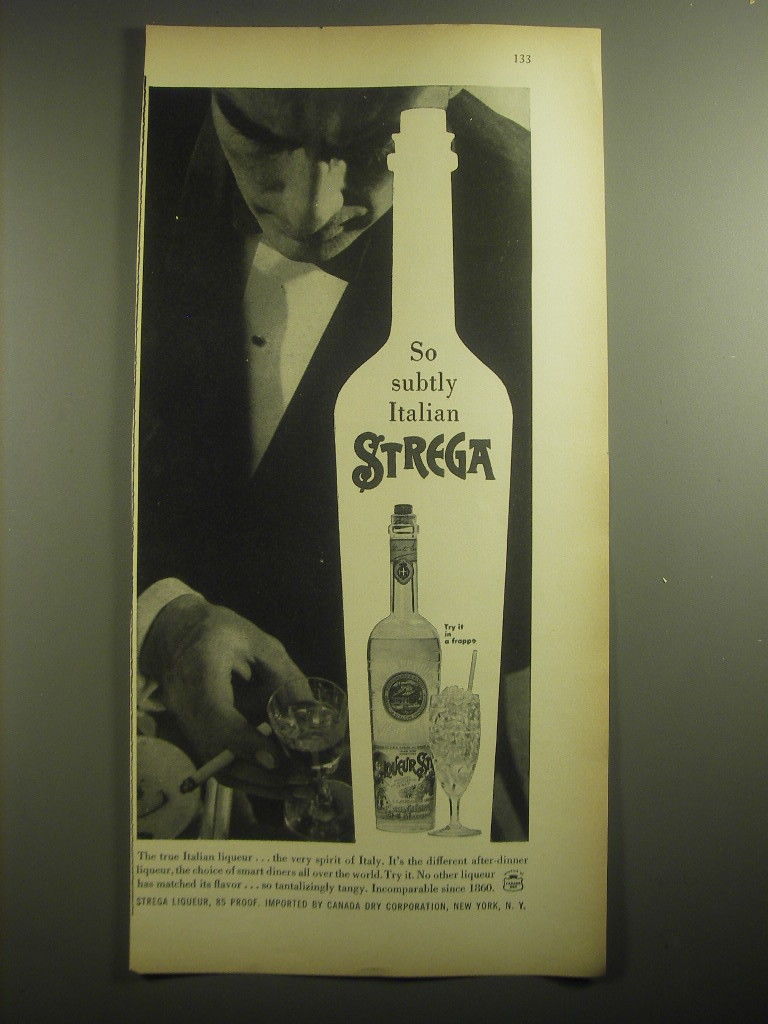 133
So
subtly
Italian
STREGA
Try it
in
a frappe
The true Italian liqueur . . . the very spirit of Italy. It's the different after-dinner
liqueur, the choice of smart diners all over the world. Try it. No other liqueur
has matched its flavor . . . so tantalizingly tangy. Incomparable since 1860.
STREGA LIQUEUR, 85 PROOF. IMPORTED BY CANADA DRY CORPORATION, NEW YORK, N. Y.